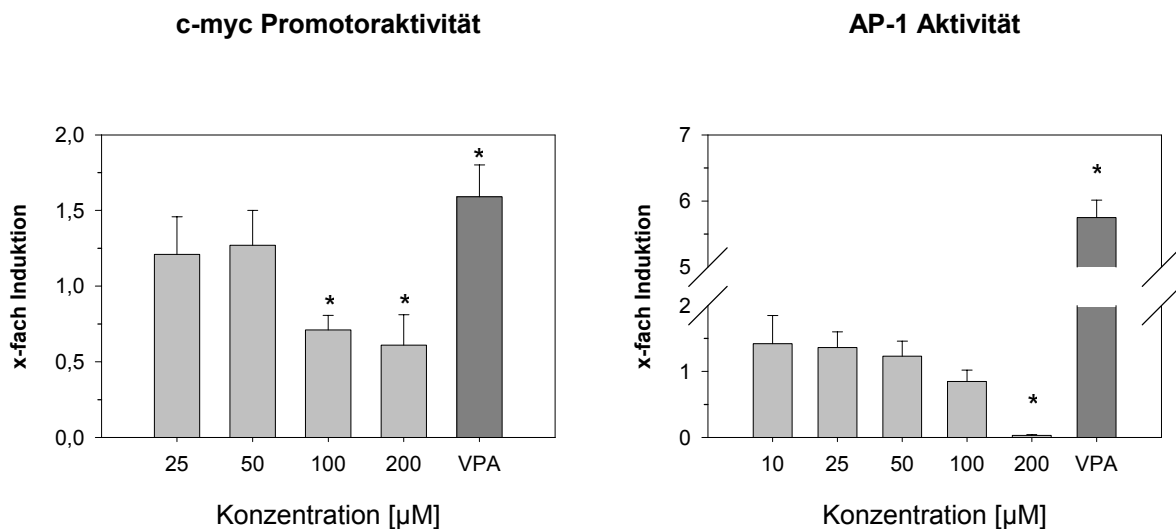 c-myc Promotoraktivität
x-fach Induktion
2,0
1,5
1,0
0,5
0,0
*
*
*
25 50 100 200 VPA
Konzentration [µM]
AP-1 Aktivität
x-fach Induktion
7
6
5
2
1
0
*
*
10 25 50 100 200 VPA
Konzentration [µM]